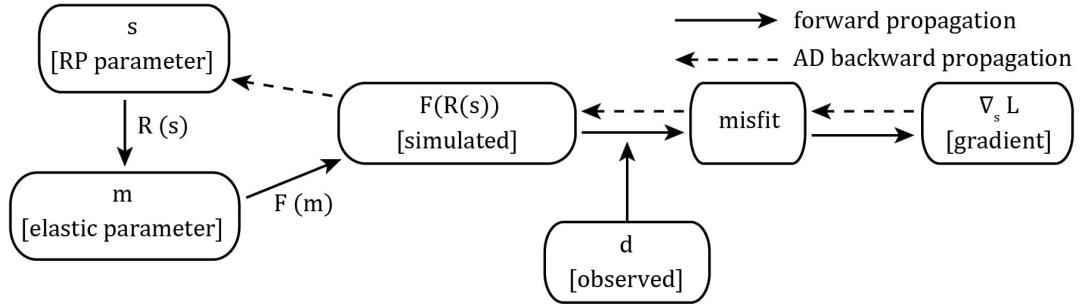 s
[RP parameter]
R (s)
m
[elastic parameter]
F (m)
F(R(s))
[simulated]
d
[observed]
misfit
∇s L
[gradient]
forward propagation
AD backward propagation